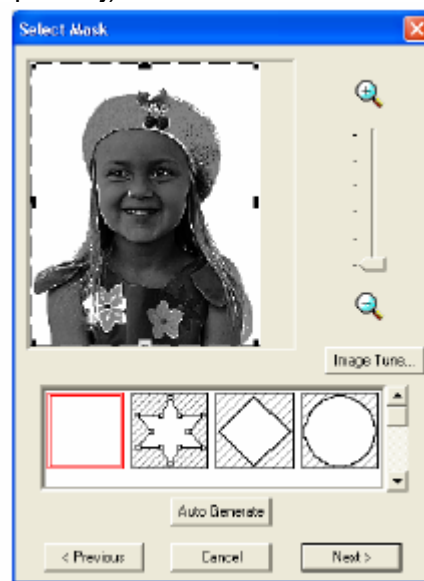 Select Mask
Image Tune...
Auto Generate
< Previous
Cancel
Next >